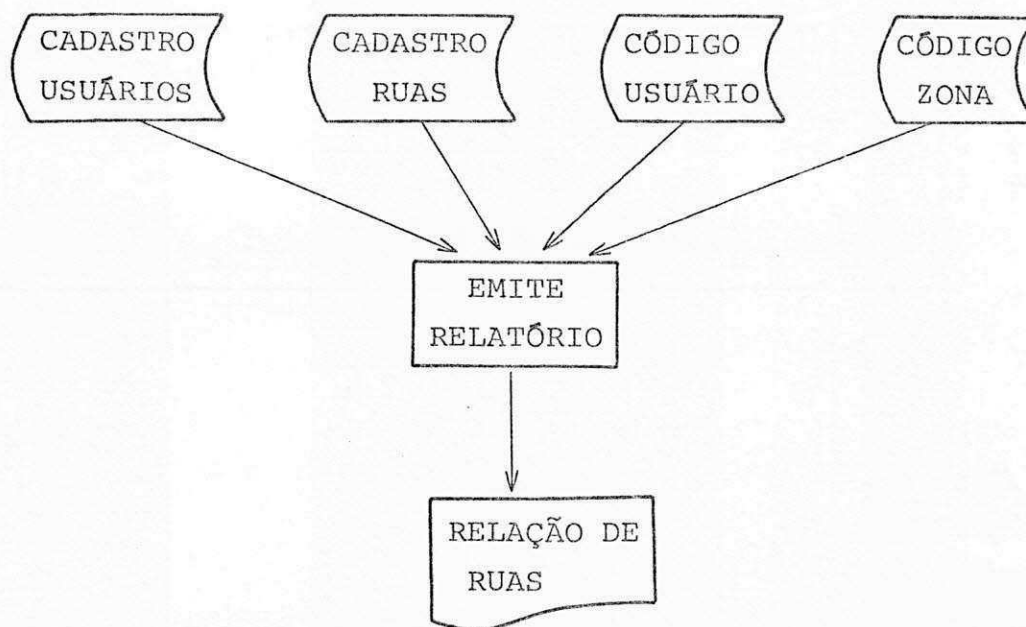 CADASTRO
USUÁRIOS
CADASTRO
RUAS
CÓDIGO
USUÁRIO
CÓDIGO
ZONA
EMITE
RELATÓRIO
RELAÇÃO DE
RUAS